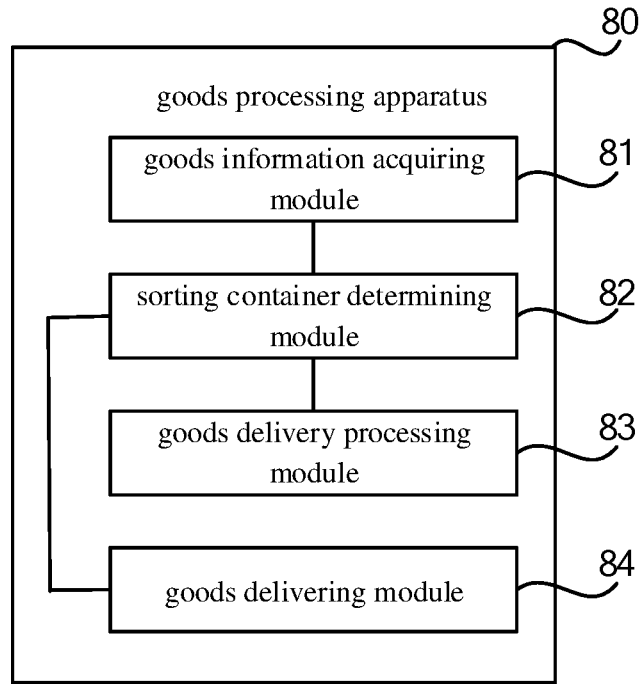 80
goods processing apparatus
goods information acquiring
module
81
sorting container determining
module
82
goods delivery processing
module
83
goods delivering module
84